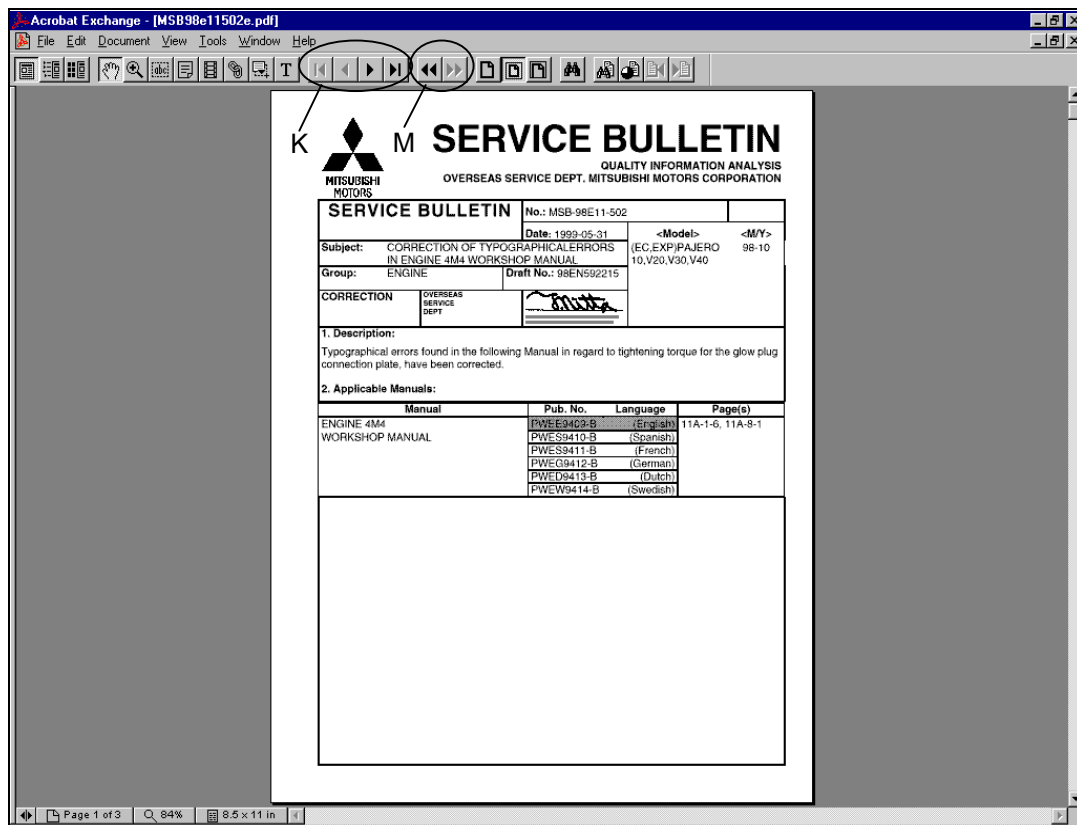 Acrobat Exchange - [MSB98e11502e.pdf]
File Edit Document View Tools Window Help
abc T
K M
MITSUBISHI
MOTORS
SERVICE BULLETIN
QUALITY INFORMATION ANALYSIS
OVERSEAS SERVICE DEPT. MITSUBISHI MOTORS CORPORATION
SERVICE BULLETIN No.: MSB-98E11-502
Date: 1999-05-31 <Model> <M/Y>
Subject: CORRECTION OF TYPOGRAPHICALERRORS (EC,EXP)PAJERO 98-10
IN ENGINE 4M4 WORKSHOP MANUAL 10,V20,V30,V40
Group: ENGINE Draft No.: 98EN592215
CORRECTION OVERSEAS
SERVICE
DEPT
1. Description:
Typographical errors found in the following Manual in regard to tightening torque for the glow plug
connection plate, have been corrected.
2. Applicable Manuals:
Manual Pub. No. Language Page(s)
ENGINE 4M4 PWEE9409-B (English) 11A-1-6, 11A-8-1
WORKSHOP MANUAL PWES9410-B (Spanish)
PWES9411-B (French)
PWEG9412-B (German)
PWED9413-B (Dutch)
PWEW9414-B (Swedish)
Page 1 of 3 84% 8.5 x 11 in